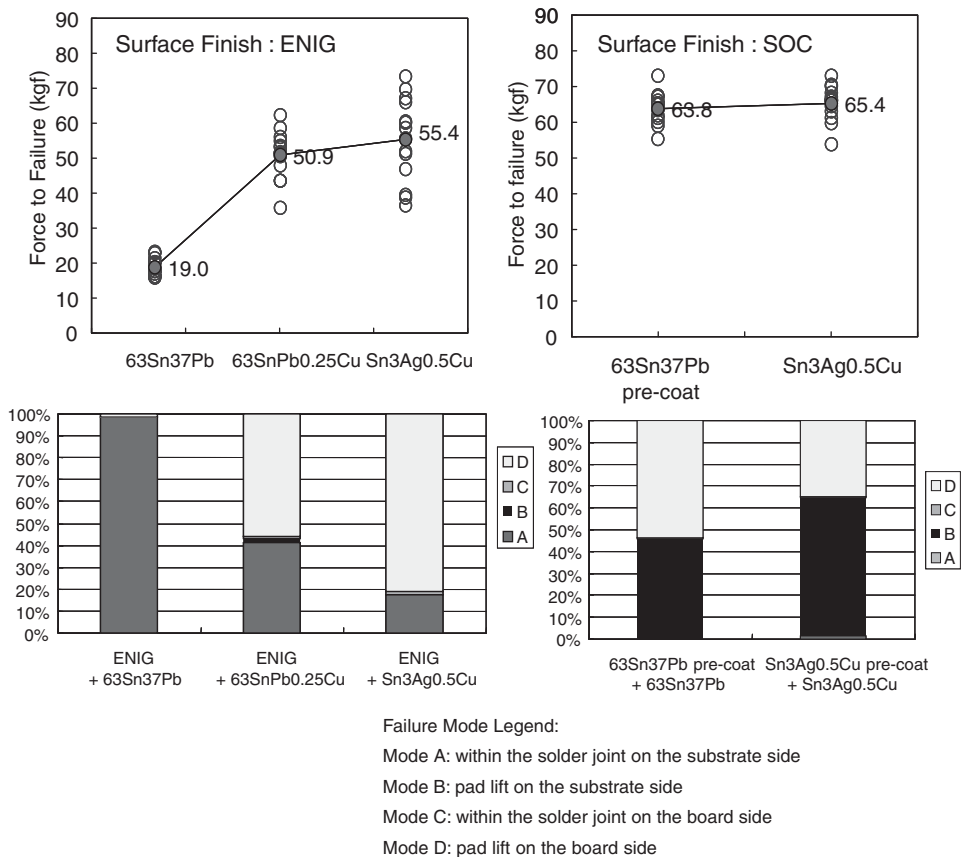 Surface Finish : ENIG
Force to Failure (kgf)
90
80
70
60
50
40
30
20
10
0
19.0
50.9
55.4
63Sn37Pb 63SnPb0.25Cu Sn3Ag0.5Cu
Surface Finish : SOC
Force to failure (kgf)
90
80
70
60
50
40
30
20
10
0
63.8
65.4
63Sn37Pb
pre-coat
Sn3Ag0.5Cu
100%
90%
80%
70%
60%
50%
40%
30%
20%
10%
0%
D
C
B
A
ENIG
+ 63Sn37Pb
ENIG
+ 63SnPb0.25Cu
ENIG
+ Sn3Ag0.5Cu
100%
90%
80%
70%
60%
50%
40%
30%
20%
10%
0%
D
C
B
A
63Sn37Pb pre-coat
+ 63Sn37Pb
Sn3Ag0.5Cu pre-coat
+ Sn3Ag0.5Cu
Failure Mode Legend:
Mode A: within the solder joint on the substrate side
Mode B: pad lift on the substrate side
Mode C: within the solder joint on the board side
Mode D: pad lift on the board side